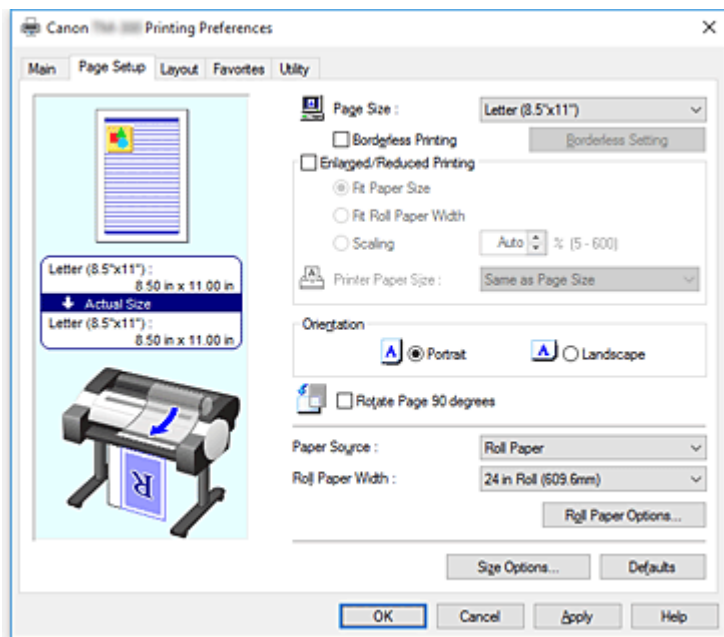 Canon Printing Preferences
Main Page Setup Layout Favorites Utility
Page Size : Letter (8.5"x11")
Borderless Printing Borderless Setting
Enlarged/Reduced Printing
Fit Paper Size
Fit Roll Paper Width
Scaling Auto % (5 - 600)
Printer Paper Size : Same as Page Size
Letter (8.5"x11") :
8.50 in x 11.00 in
Actual Size
Letter (8.5"x11") :
8.50 in x 11.00 in
Orientation
A Portrait A Landscape
Rotate Page 90 degrees
R
Paper Source : Roll Paper
Roll Paper Width : 24 in Roll (609.6mm)
Roll Paper Options...
Size Options... Defaults
OK Cancel Apply Help